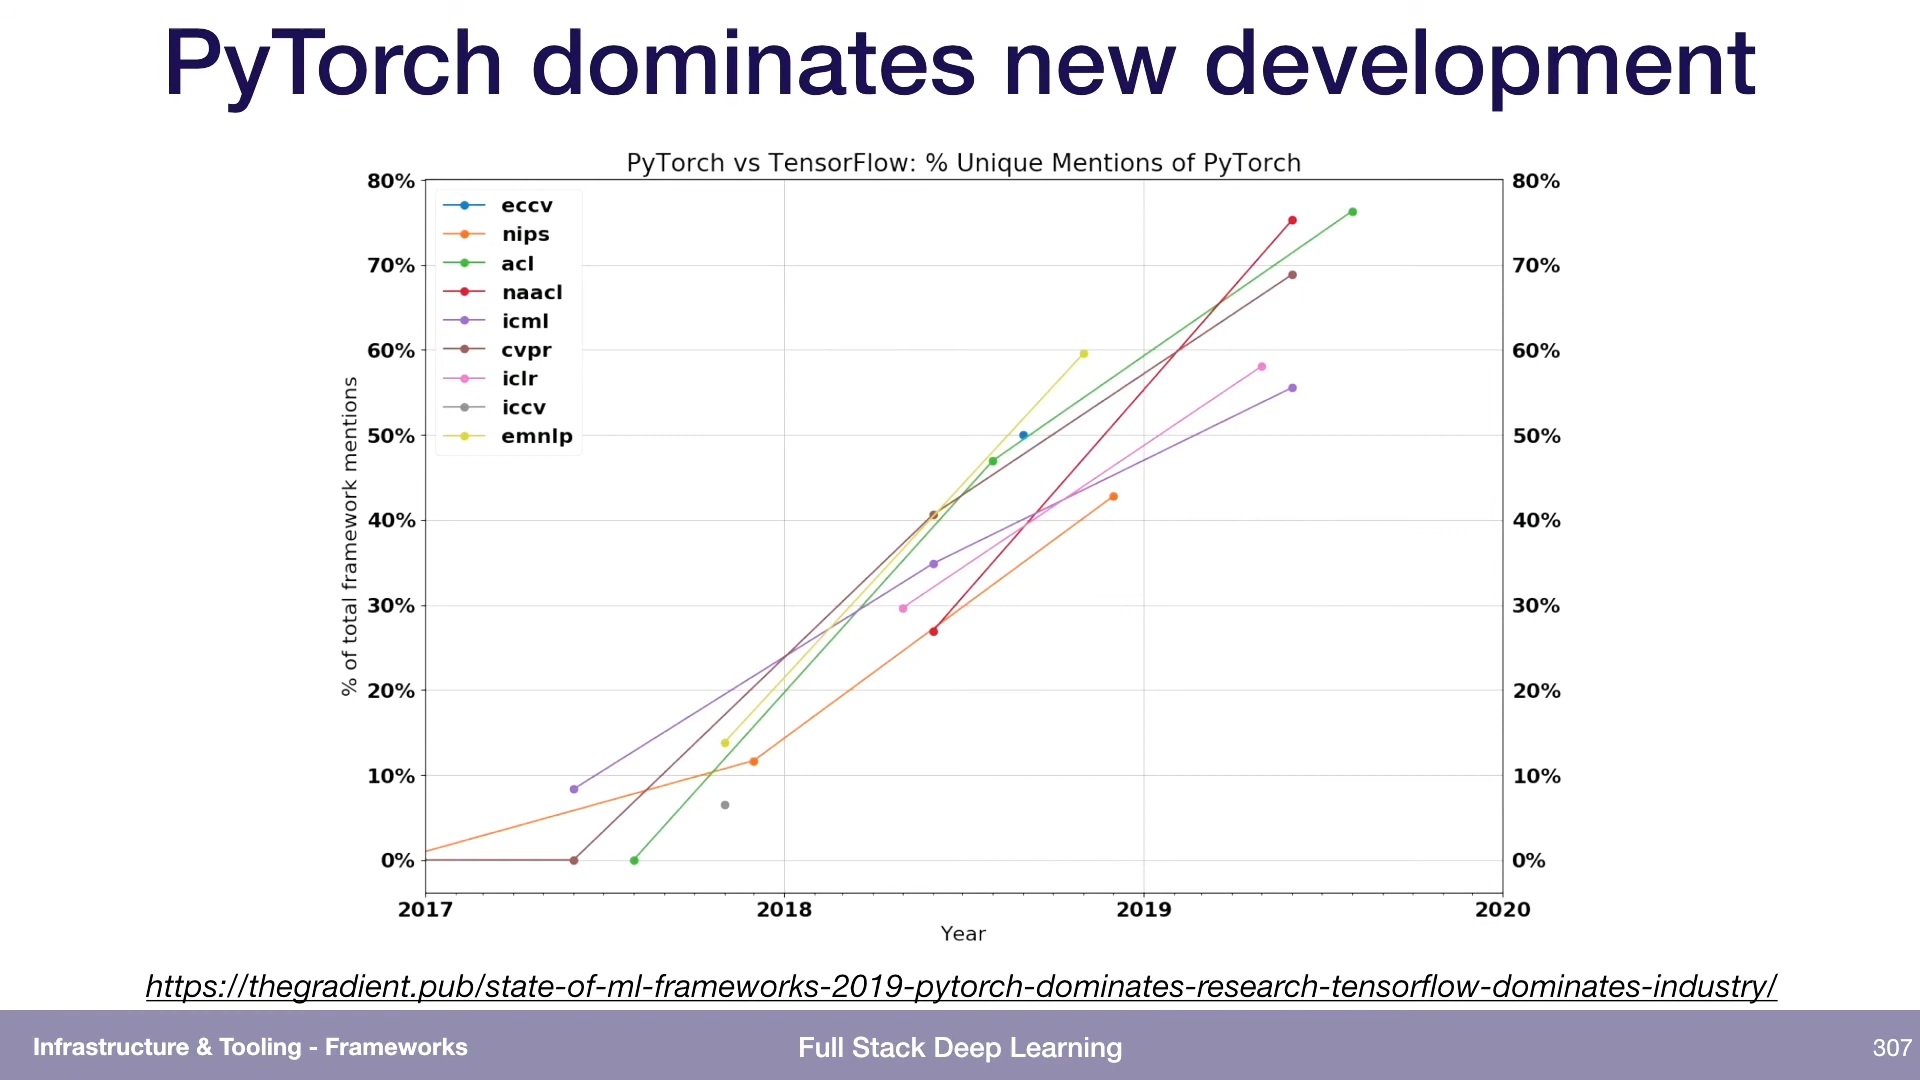 PyTorch dominates new development
PyTorch vs TensorFlow: % Unique Mentions of PyTorch
80%
70%
60%
50%
40%
30%
20%
10%
0%
% of total framework mentions
eccv
nips
acl
naacl
icml
cvpr
iclr
iccv
emnlp
80%
70%
60%
50%
40%
30%
20%
10%
0%
2017 2018 2019 2020
Year
https://thegradient.pub/state-of-ml-frameworks-2019-pytorch-dominates-research-tensorflow-dominates-industry/
Infrastructure & Tooling - Frameworks Full Stack Deep Learning 307